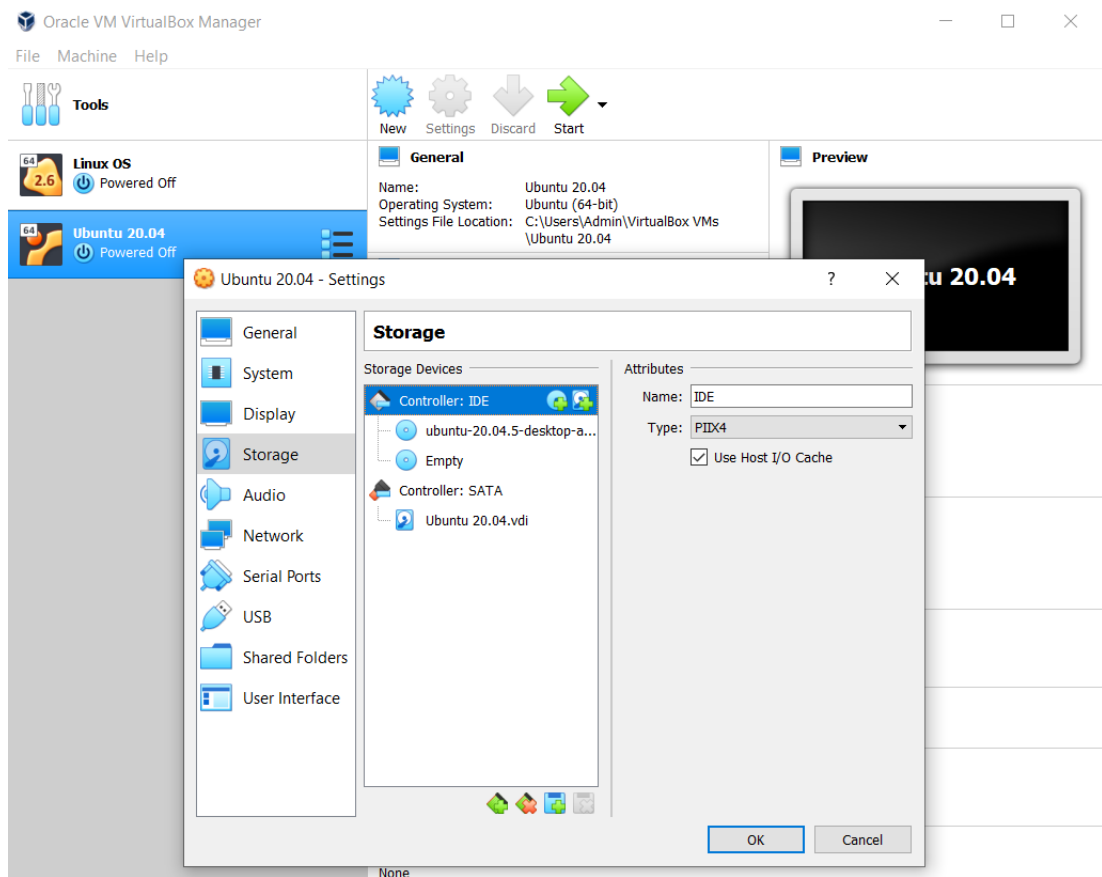 Oracle VM VirtualBox Manager
File Machine Help
Tools
New Settings Discard Start
64
2.6
Linux OS
Powered Off
64
Ubuntu 20.04
Powered Off
General
Name: Ubuntu 20.04
Operating System: Ubuntu (64-bit)
Settings File Location: C:\Users\Admin\VirtualBox VMs
\Ubuntu 20.04
Preview
u 20.04
Ubuntu 20.04 - Settings
?
General
System
Display
Storage
Audio
Network
Serial Ports
USB
Shared Folders
User Interface
Storage
Storage Devices
Controller: IDE
ubuntu-20.04.5-desktop-a...
Empty
Controller: SATA
Ubuntu 20.04.vdi
Attributes
Name: IDE
Type: PIIX4
Use Host I/O Cache
OK Cancel
None